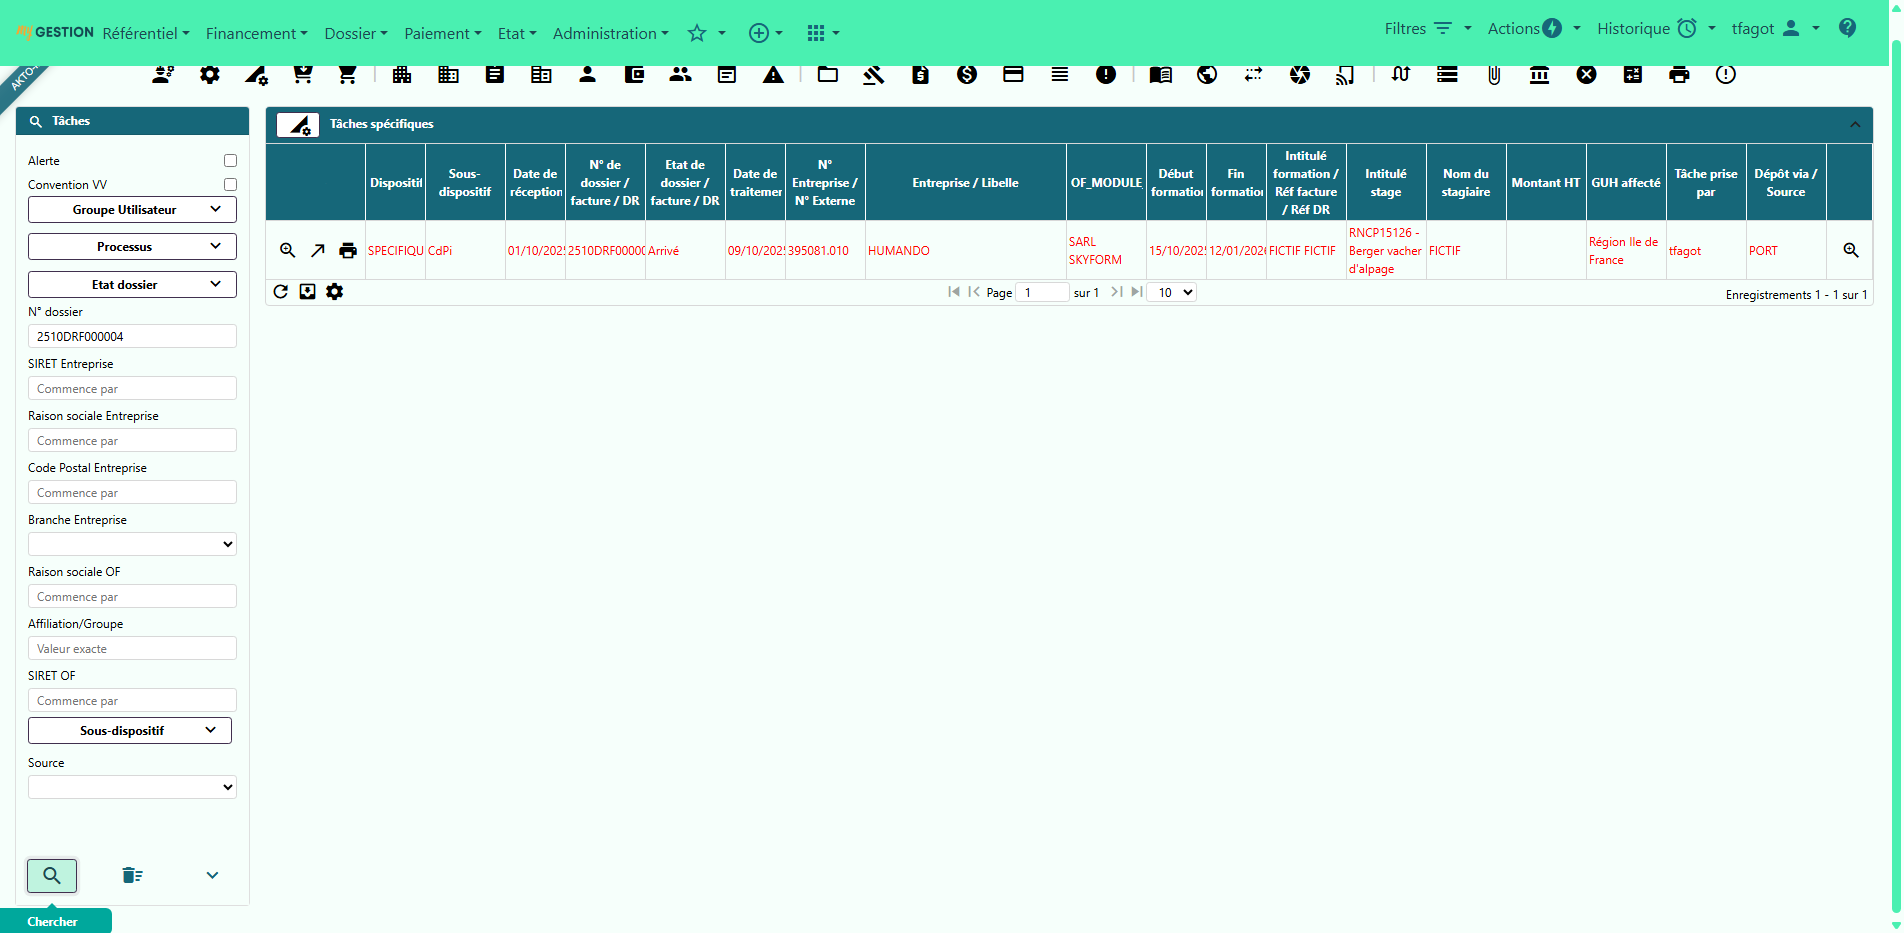 My GESTION Référentiel Financement Dossier Paiement Etat Administration
Filtres Actions Historique tfagot
AKTO-
Tâches
Alerte
Convention VV
Groupe Utilisateur
Processus
Etat dossier
N° dossier
2510DRF000004
SIRET Entreprise
Commence par
Raison sociale Entreprise
Commence par
Code Postal Entreprise
Commence par
Branche Entreprise
Raison sociale OF
Commence par
Affiliation/Groupe
Valeur exacte
SIRET OF
Commence par
Sous-dispositif
Source
Chercher
Tâches spécifiques
Dispositif
Sous-
dispositif
Date de
réception
N° de
dossier /
facture / DR
Etat de
dossier /
facture / DR
Date de
traitemen
N°
Entreprise /
N° Externe
Entreprise / Libelle
OF_MODULE_
Début
formation
Fin
formation
Intitulé
formation /
Réf facture
/ Réf DR
Intitulé
stage
Nom du
stagiaire
Montant HT
GUH affecté
Tâche prise
par
Dépôt via /
Source
SPECIFIQU
CdPi
01/10/202
2510DRF00000
Arrivé
09/10/202
395081.010
HUMANDO
SARL
SKYFORM
15/10/202
12/01/2026
FICTIF FICTIF
RNCP15126 -
Berger vacher
d'alpage
FICTIF
Région Ile de
France
tfagot
PORT
Page 1 sur 1 10
Enregistrements 1 - 1 sur 1